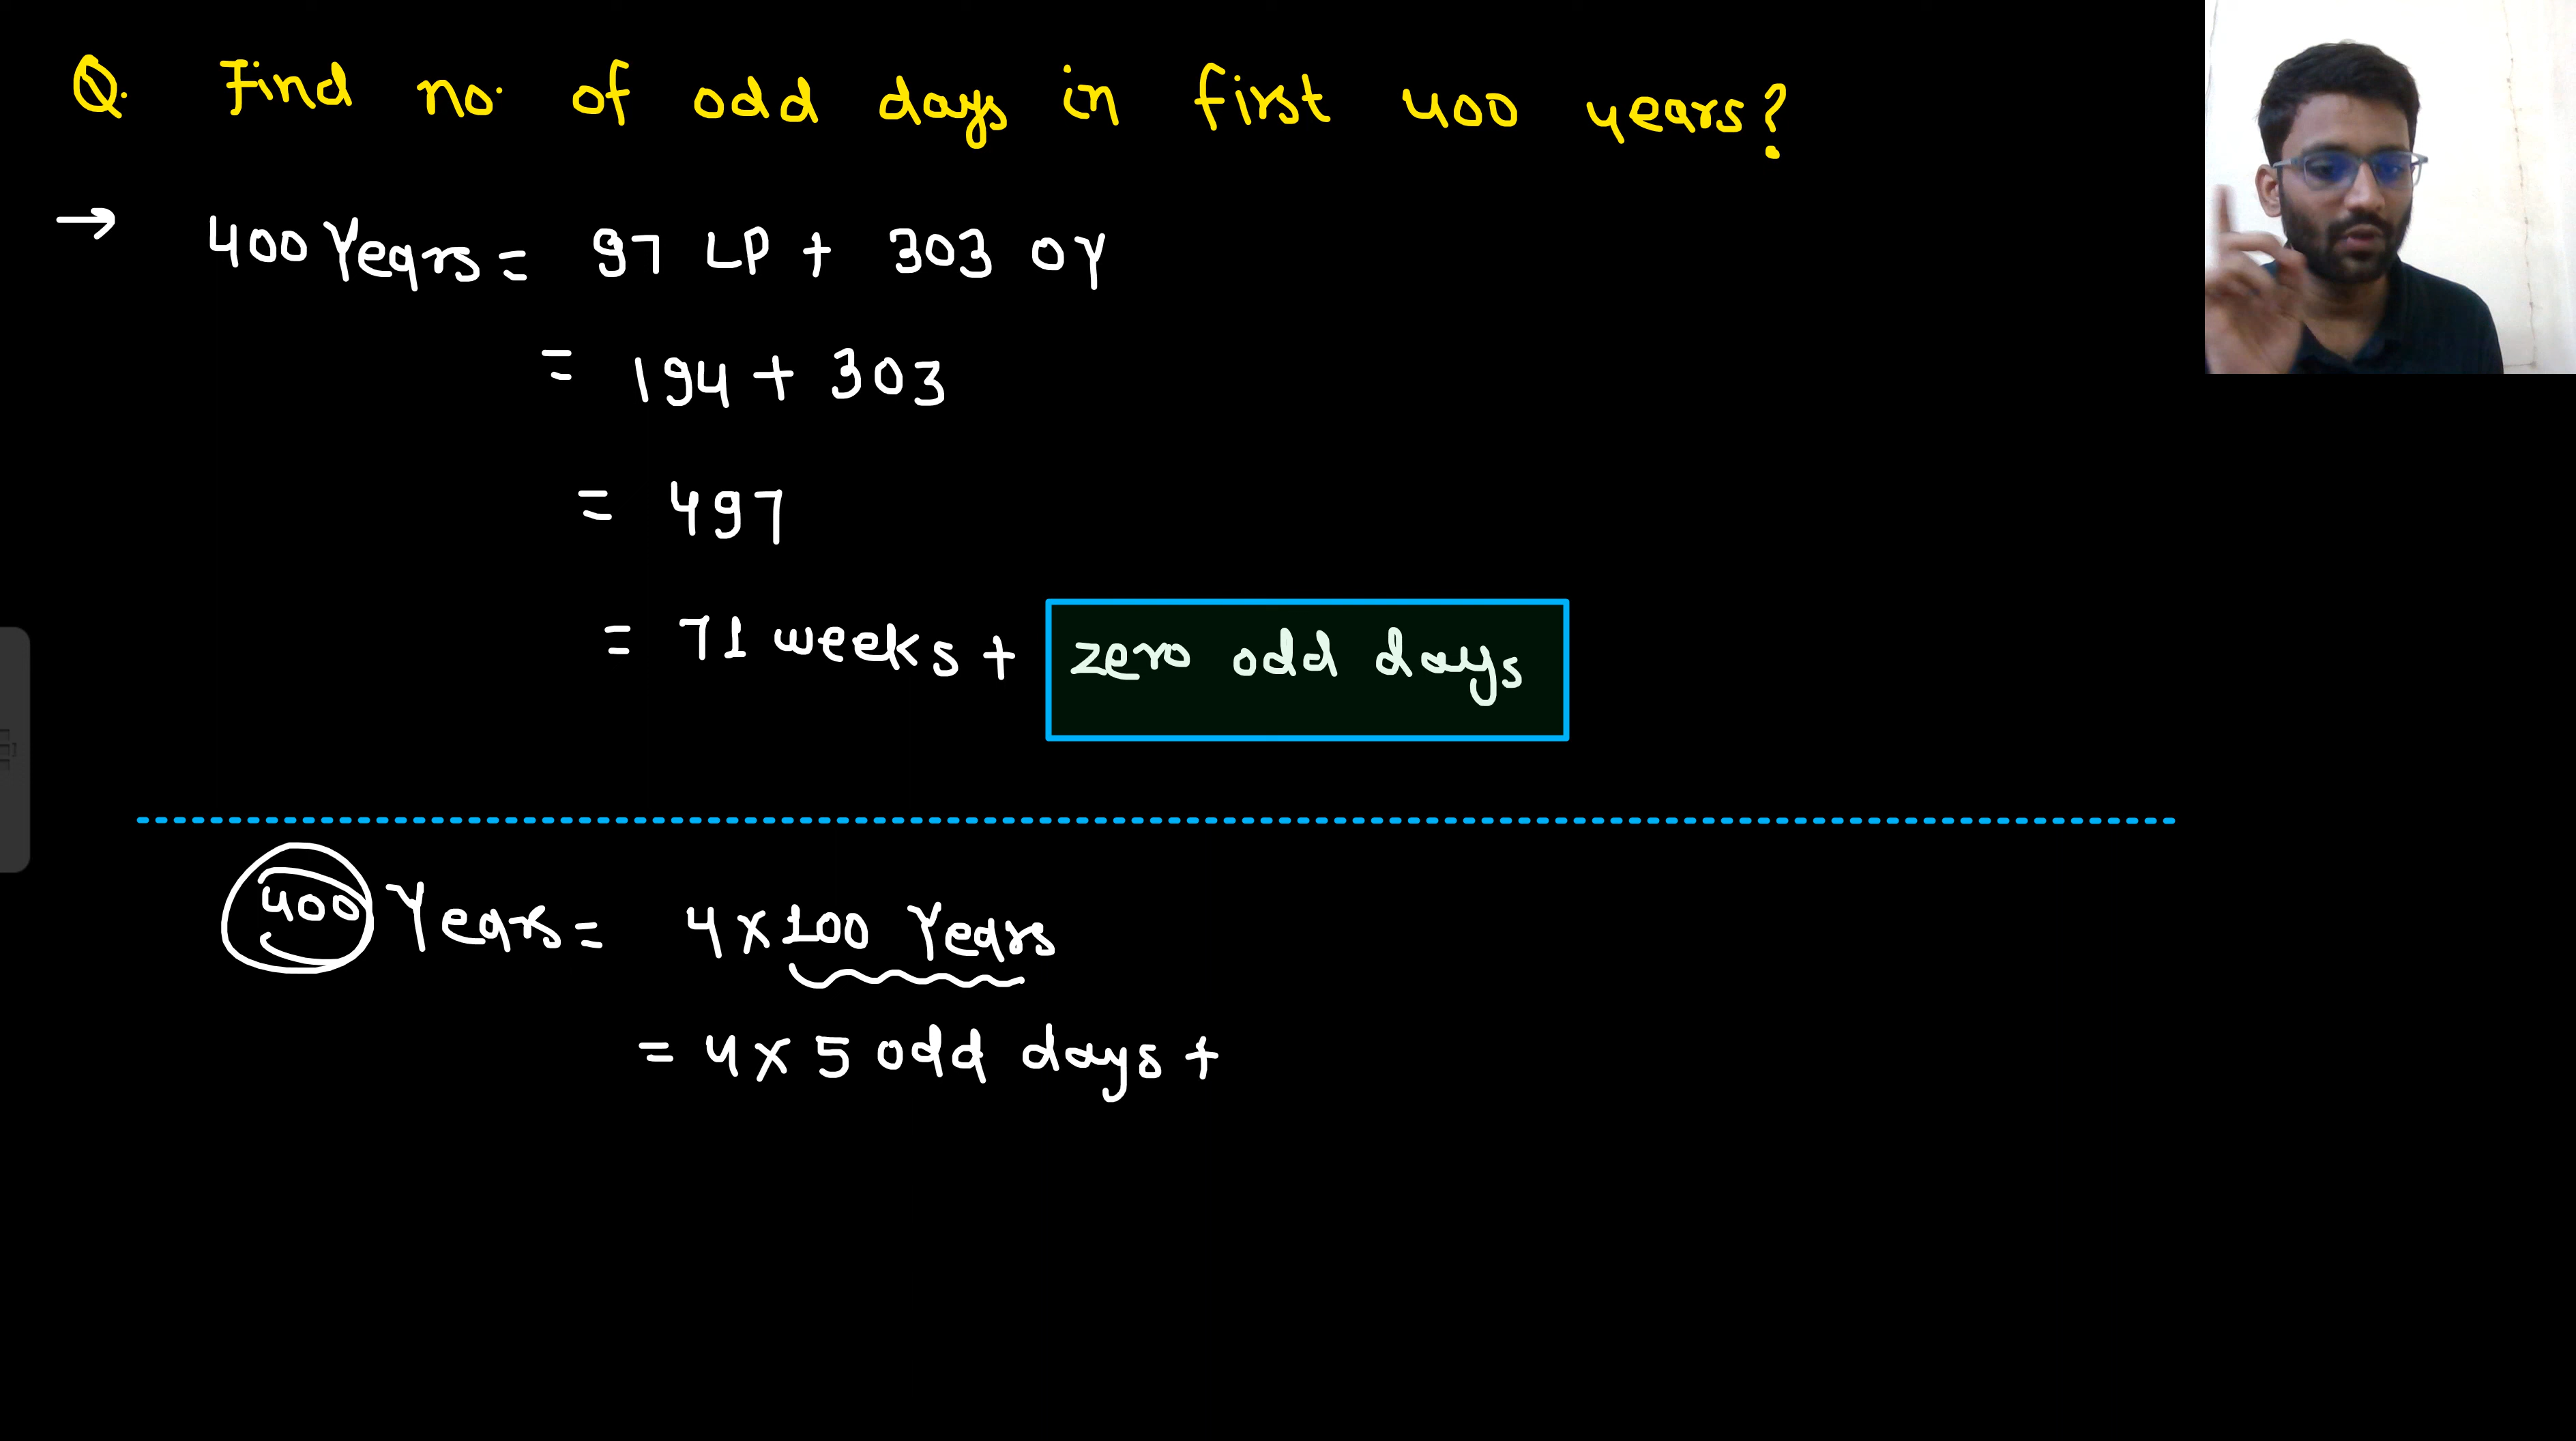 Q. Find no. of odd days in first 400 years?
→ 400 Years = 97 LP + 303 OY
= 194 + 303
= 497
= 71 weeks + zero odd days
400 Years = 4 x 100 Years
= 4 x 5 odd days +